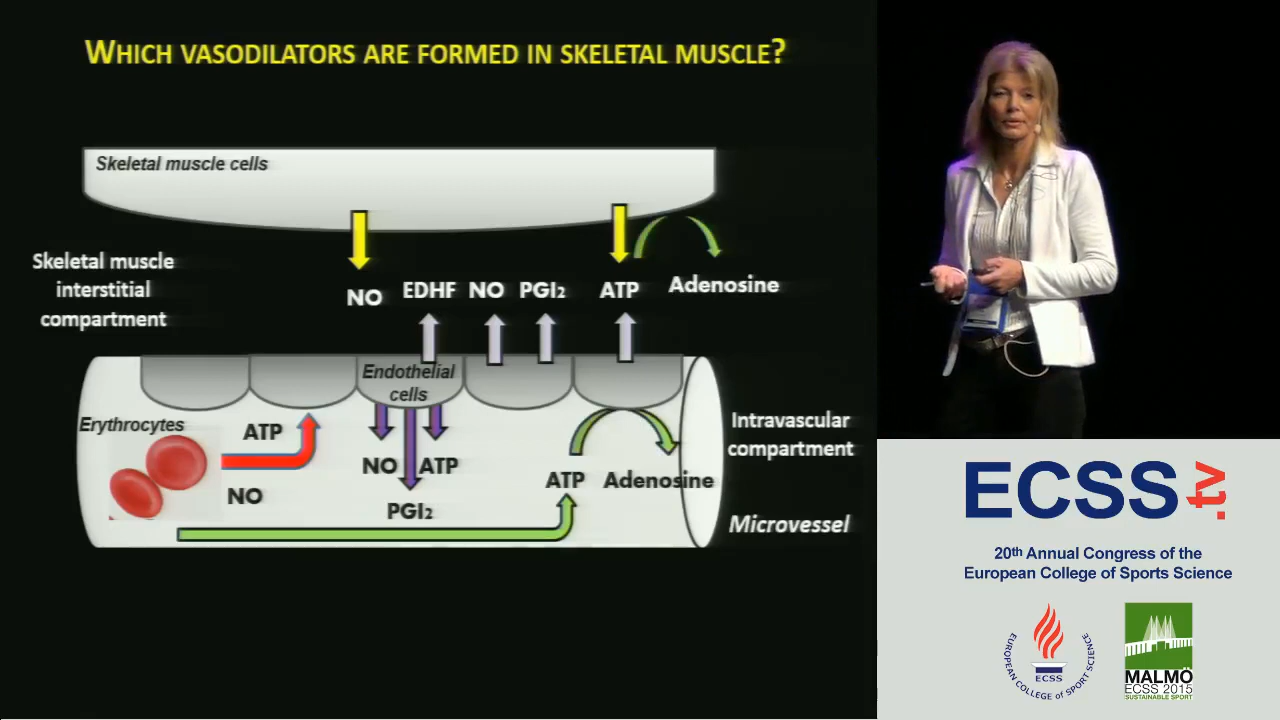 WHICH VASODILATORS ARE FORMED IN SKELETAL MUSCLE?
Skeletal muscle cells
Skeletal muscle
interstitial
compartment
NO EDHF NO PGI₂ ATP Adenosine
Endothelial
cells
Erythrocytes
ATP
NO
NO ATP
PGI₂
ATP Adenosine
Intravascular
compartment
Microvessel
ECSS.tv
20th Annual Congress of the
European College of Sports Science
EUROPEAN COLLEGE OF SPORT SCIENCE
ECSS
MALMÖ
ECSS 2015
SUSTAINABLE SPORT